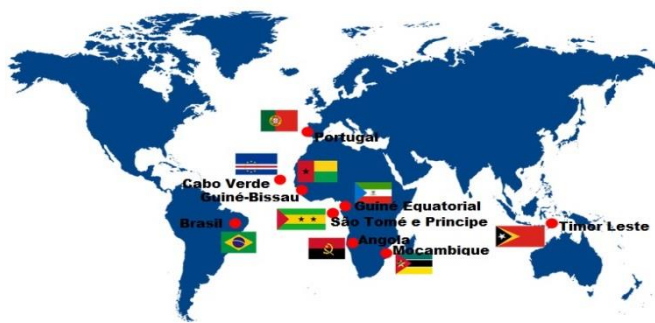 Portugal
Cabo Verde
Guiné-Bissau
Guiné Equatorial
São Tomé e Principe
Brasil
Timor Leste
Angola
Moçambique